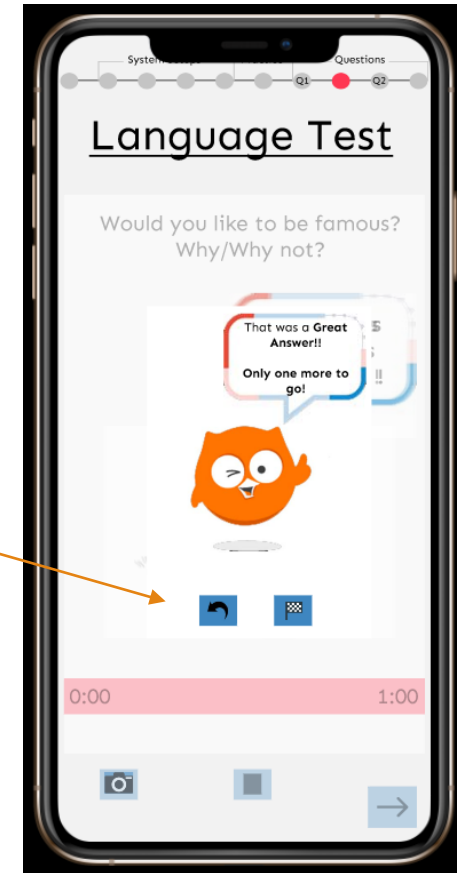 Questions
Q1
Q2
Language Test
Would you like to be famous?
Why/Why not?
That was a Great
Answer!!
Only one more to
go!
0:00
1:00